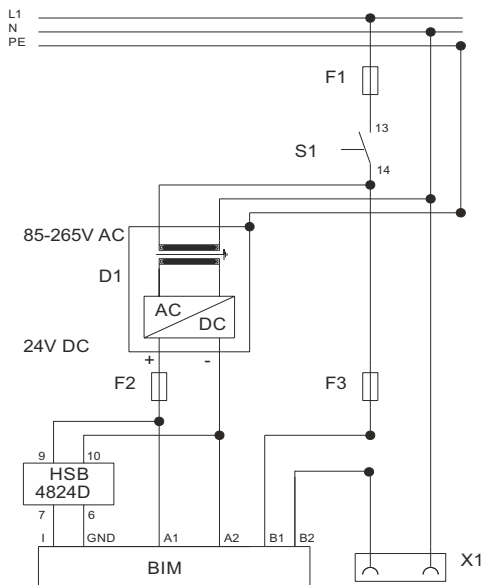 L1
N
PE
F1
13
S1
14
85-265V AC
D1
AC
DC
24V DC
+ -
F2
F3
9 10
HSB
4824D
7 6
I GND A1 A2 B1 B2
BIM
X1